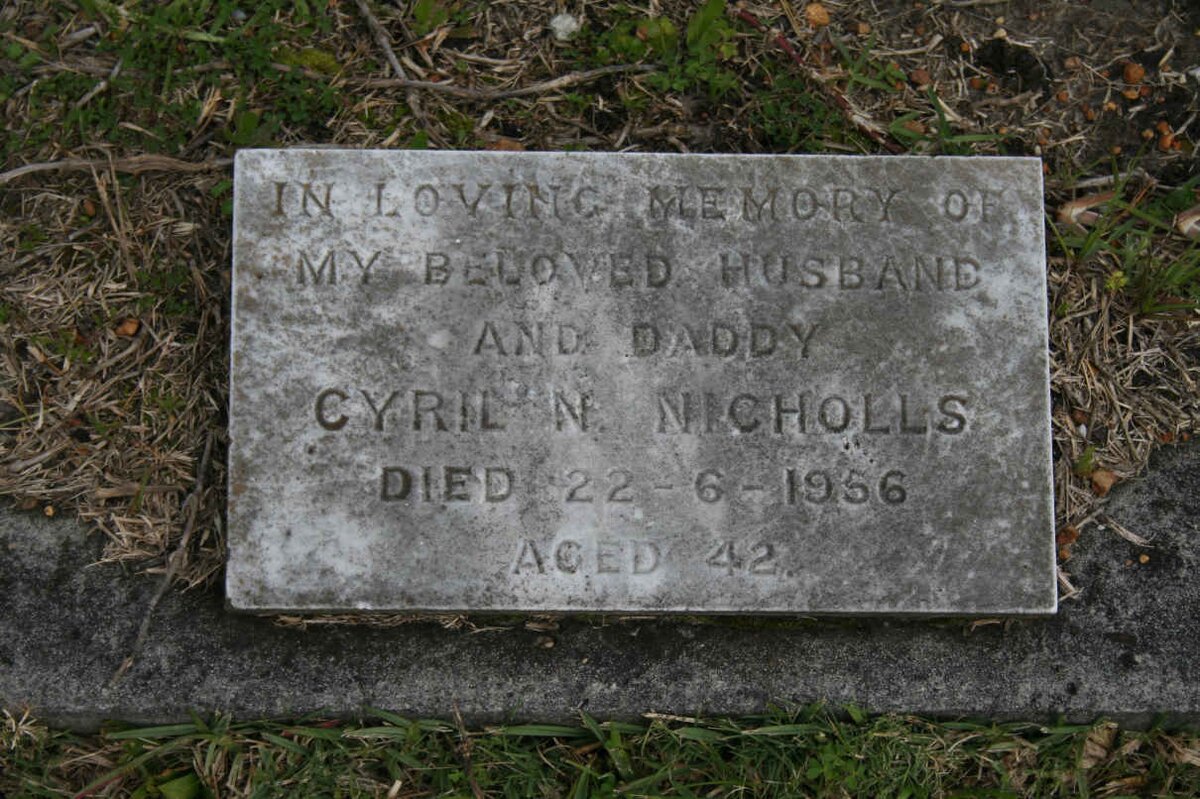 IN LOVING MEMORY OF
MY BELOVED HUSBAND
AND DADDY
CYRIL N. NICHOLLS
DIED 22-6-1956
AGED 42.